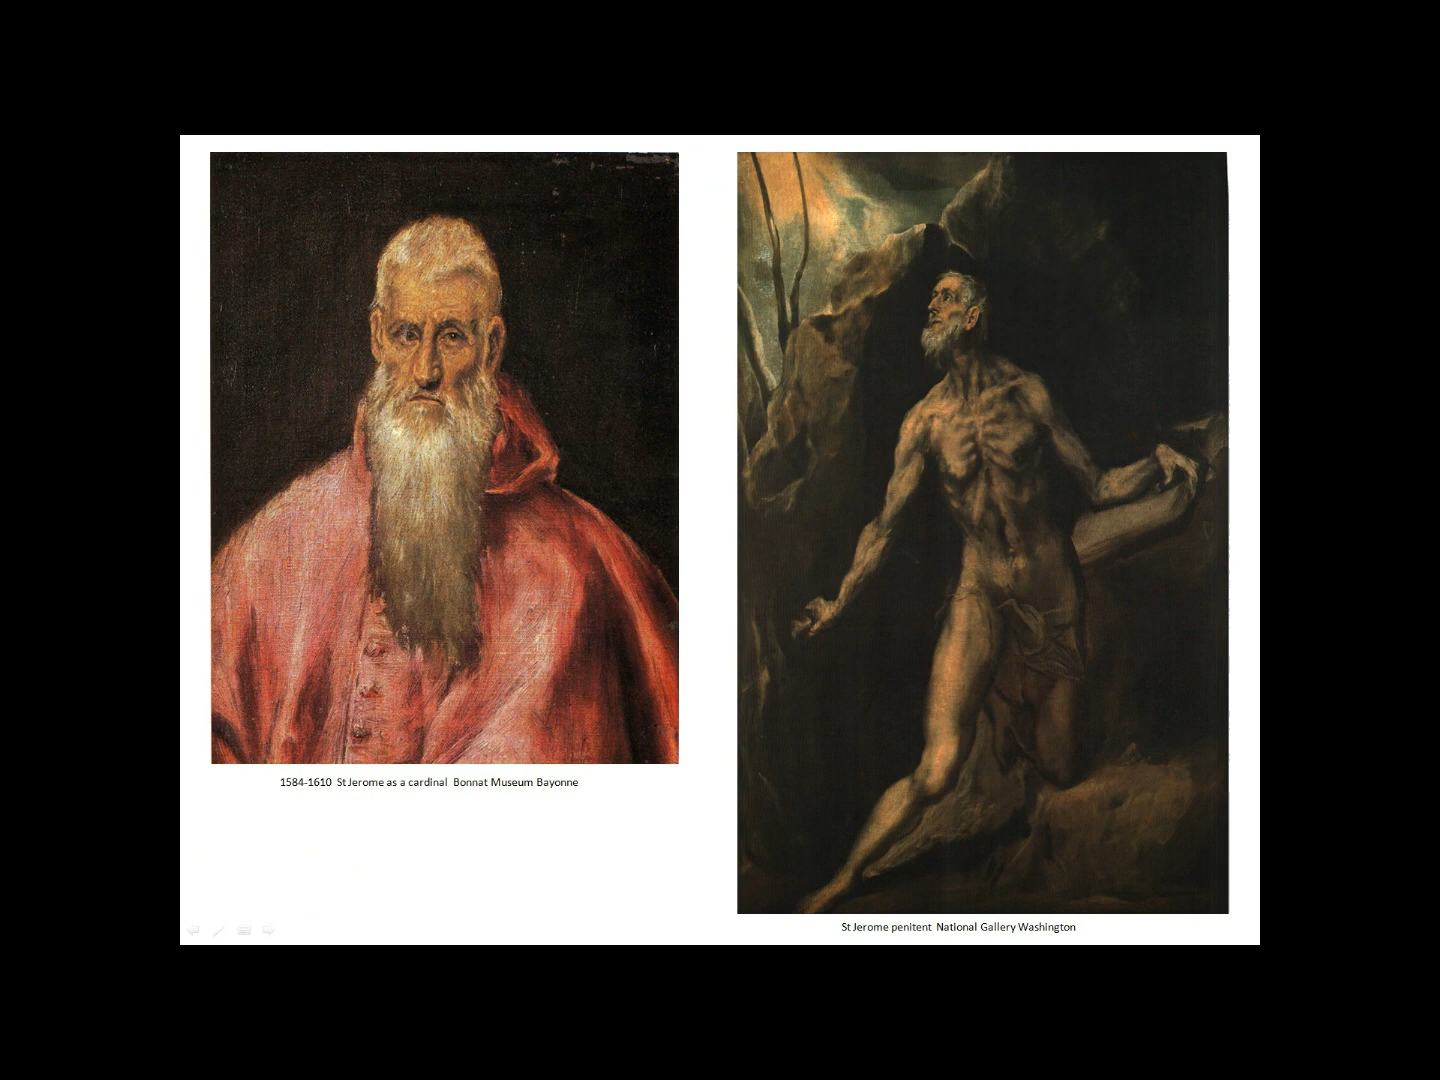 1584-1610 St Jerome as a cardinal Bonnat Museum Bayonne
St Jerome penitent National Gallery Washington